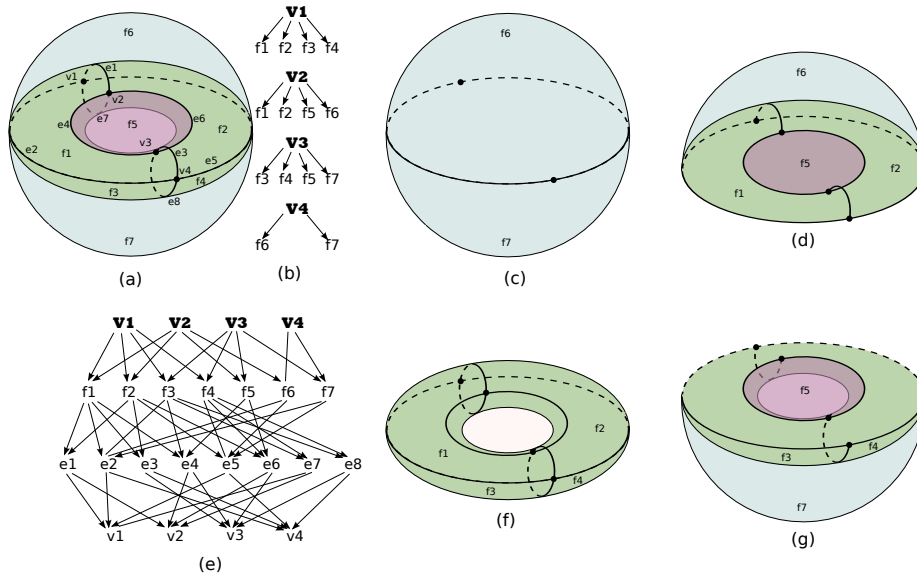 f6
v1
e1
v2
e7
f5
e6
e4
v3
f2
e2
f1
e3
e5
v4
f4
f3
e8
f7
(a)
V1
f1 f2 f3 f4
V2
f1 f2 f5 f6
V3
f3 f4 f5 f7
V4
f6 f7
(b)
f6
f7
(c)
f6
f5
f2
f1
(d)
V1 V2 V3 V4
f1 f2 f3 f4 f5 f6 f7
e1 e2 e3 e4 e5 e6 e7 e8
v1 v2 v3 v4
(e)
f1
f2
f3
f4
(f)
f5
f3
f4
f7
(g)